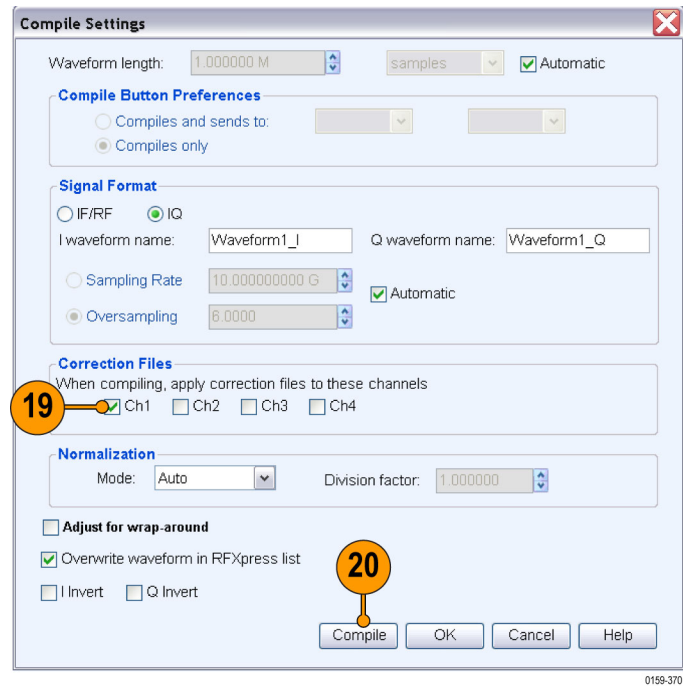 Compile Settings
Waveform length: 1.000000 M samples Automatic
Compile Button Preferences
Compiles and sends to:
Compiles only
Signal Format
IF/RF IQ
I waveform name: Waveform1_I Q waveform name: Waveform1_Q
Sampling Rate 10.000000000 G
Automatic
Oversampling 6.0000
Correction Files
When compiling, apply correction files to these channels
19 Ch1 Ch2 Ch3 Ch4
Normalization
Mode: Auto Division factor: 1.000000
Adjust for wrap-around
Overwrite waveform in RFXpress list
20
I Invert Q Invert
Compile OK Cancel Help
0159-370